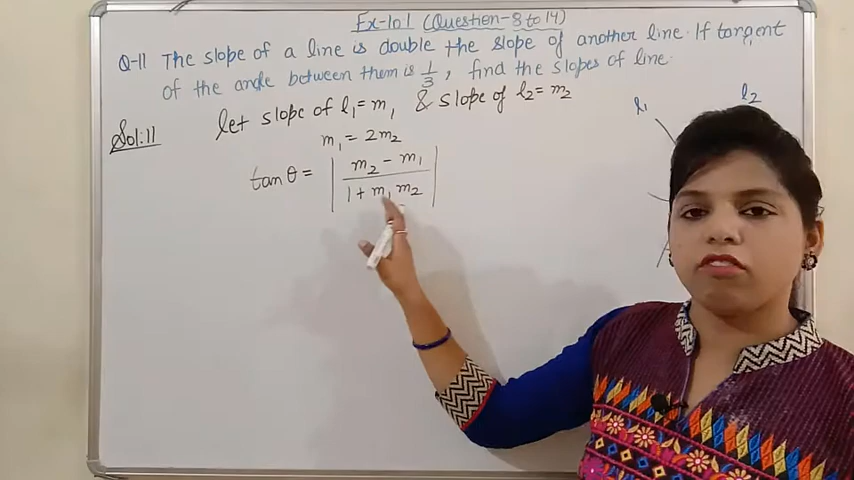 Ex-10.1 (Question-8 to 14)
Q-11 The slope of a line is double the slope of another line. If tangent
of the angle between them is 1/3, find the slopes of line.
Sol:11 let slope of l₁ = m₁ & slope of l₂ = m₂
m₁ = 2m₂
tan θ = | (m₂ - m₁) / (1 + m₁ m₂) |
l₁ l₂